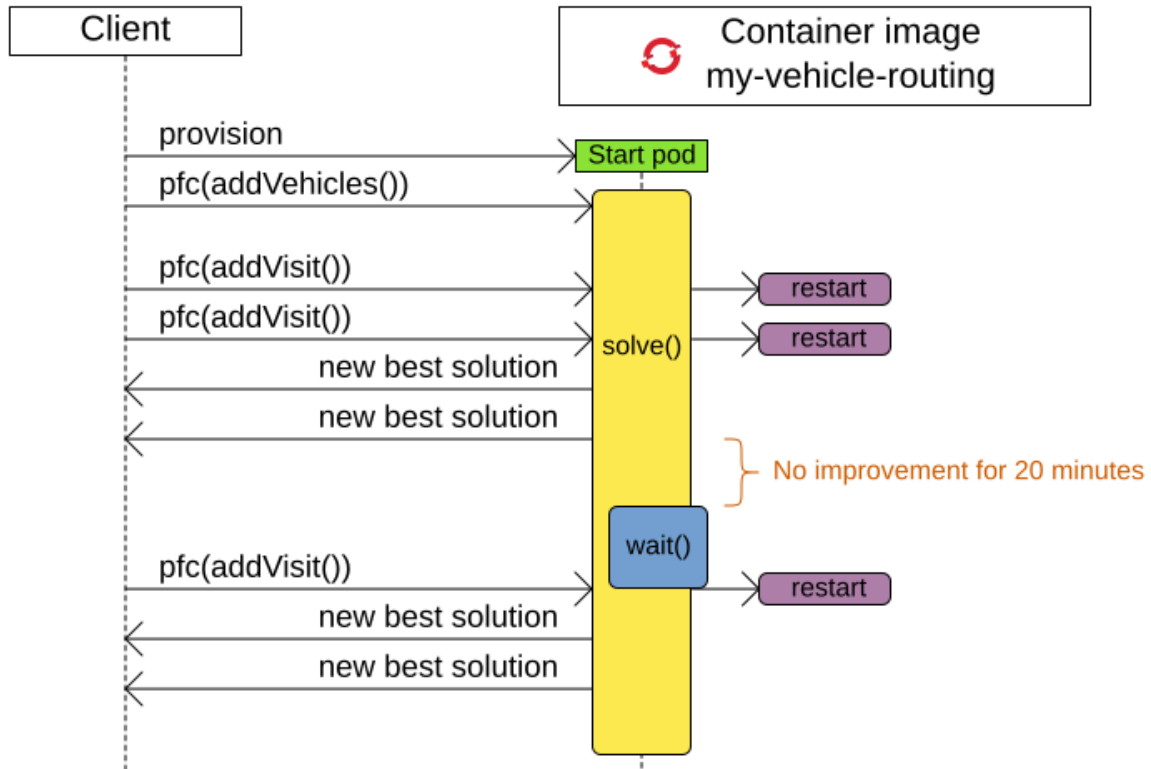 Client
Container image
my-vehicle-routing
provision
Start pod
pfc(addVehicles())
pfc(addVisit())
restart
pfc(addVisit())
restart
solve()
new best solution
new best solution
No improvement for 20 minutes
wait()
pfc(addVisit())
restart
new best solution
new best solution